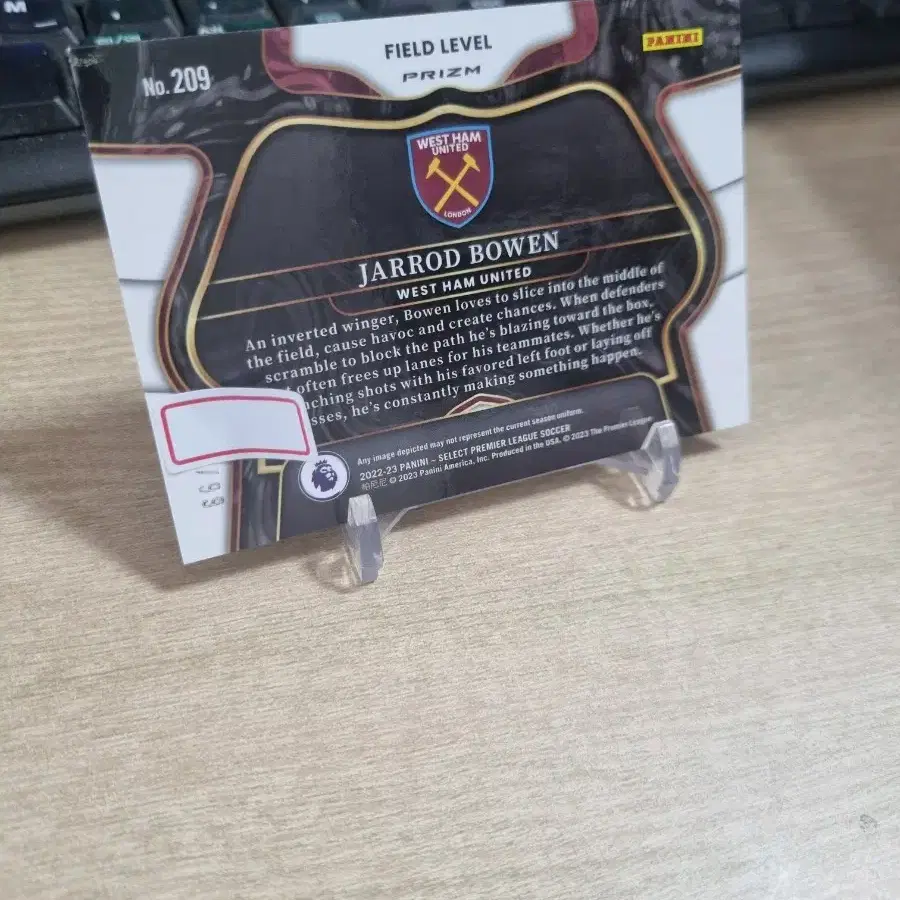 M
FIELD LEVEL
PRIZM
PANINI
No. 209
WEST HAM
UNITED
LONDON
JARROD BOWEN
WEST HAM UNITED
An inverted winger, Bowen loves to slice into the middle of
the field, cause havoc and create chances. When defenders
scramble to block the path he's blazing toward the box,
often frees up lanes for his teammates. Whether he's
nching shots with his favored left foot or laying off
sses, he's constantly making something happen.
Any image depicted may not represent the current season uniform.
2022-23 PANINI – SELECT PREMIER LEAGUE SOCCER
帕尼尼 © 2023 Panini America, Inc. Produced in the USA. © 2023 The Premier League